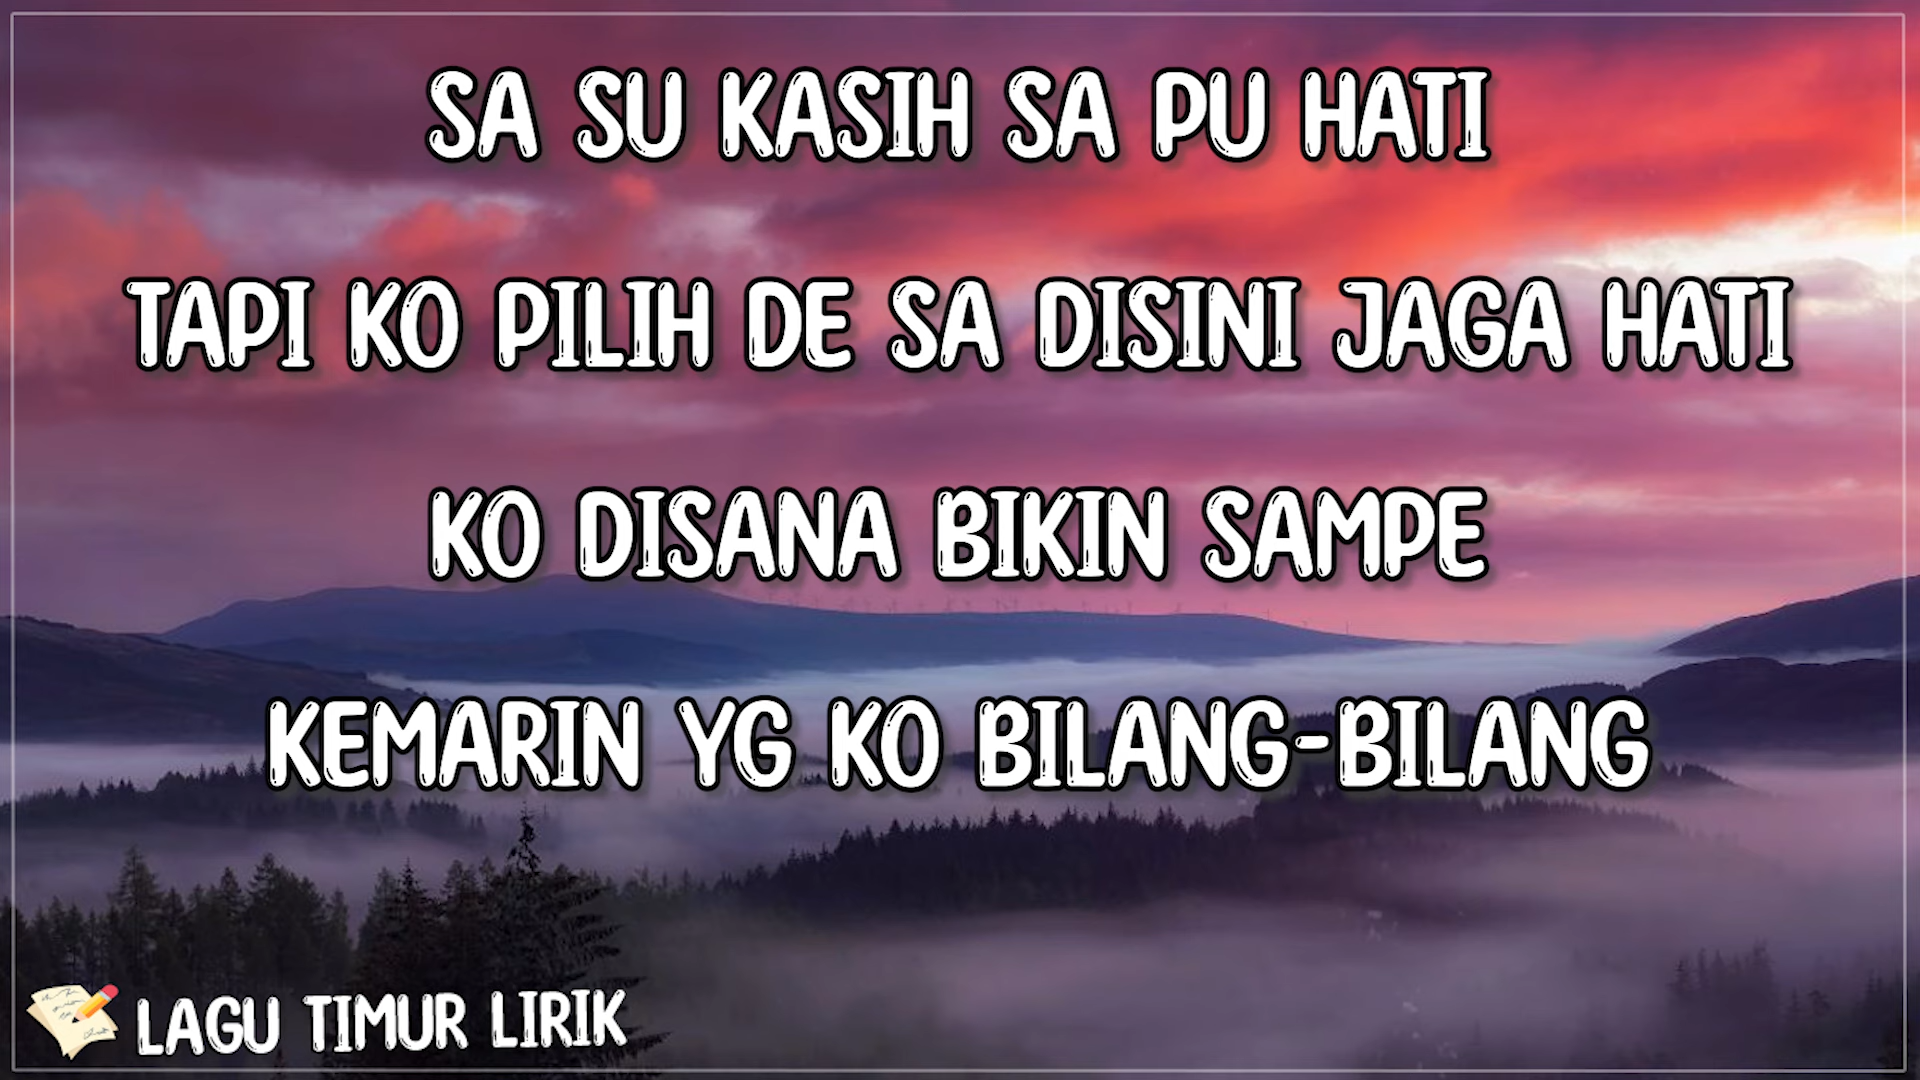 SA SU KASIH SA PU HATI
TAPI KO PILIH DE SA DISINI JAGA HATI
KO DISANA BIKIN SAMPE
KEMARIN YG KO BILANG-BILANG
LAGU TIMUR LIRIK